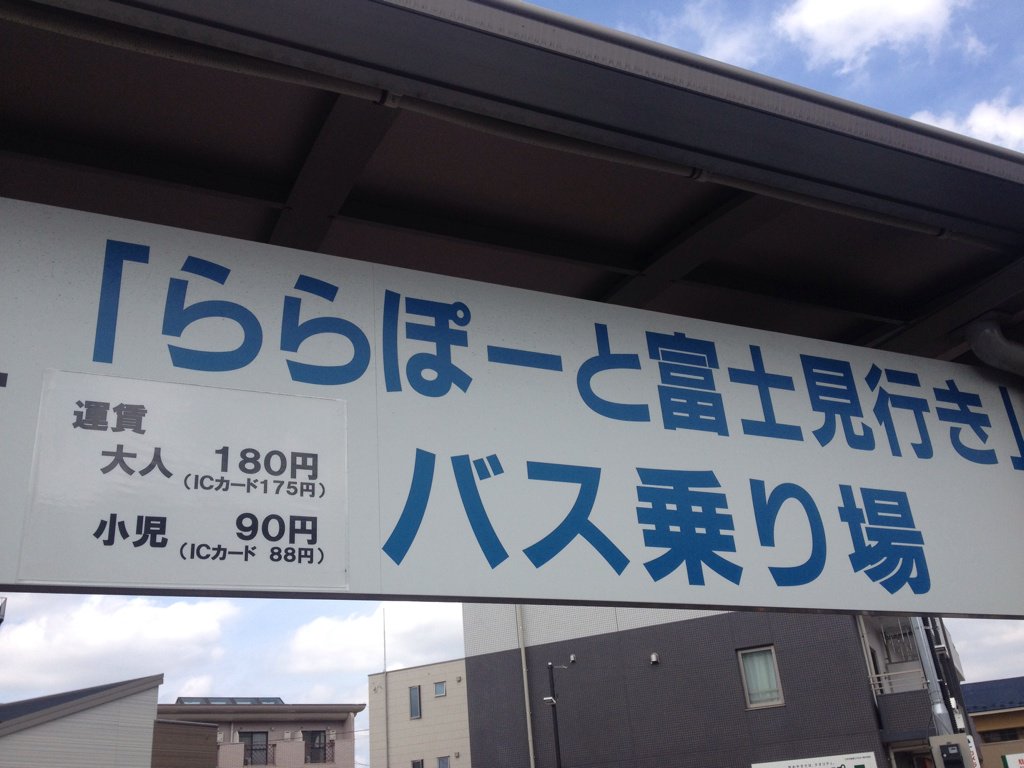 「ららぽーと富士見行き」
バス乗り場
運賃
大人 180円
(ICカード175円)
小児 90円
(ICカード 88円)